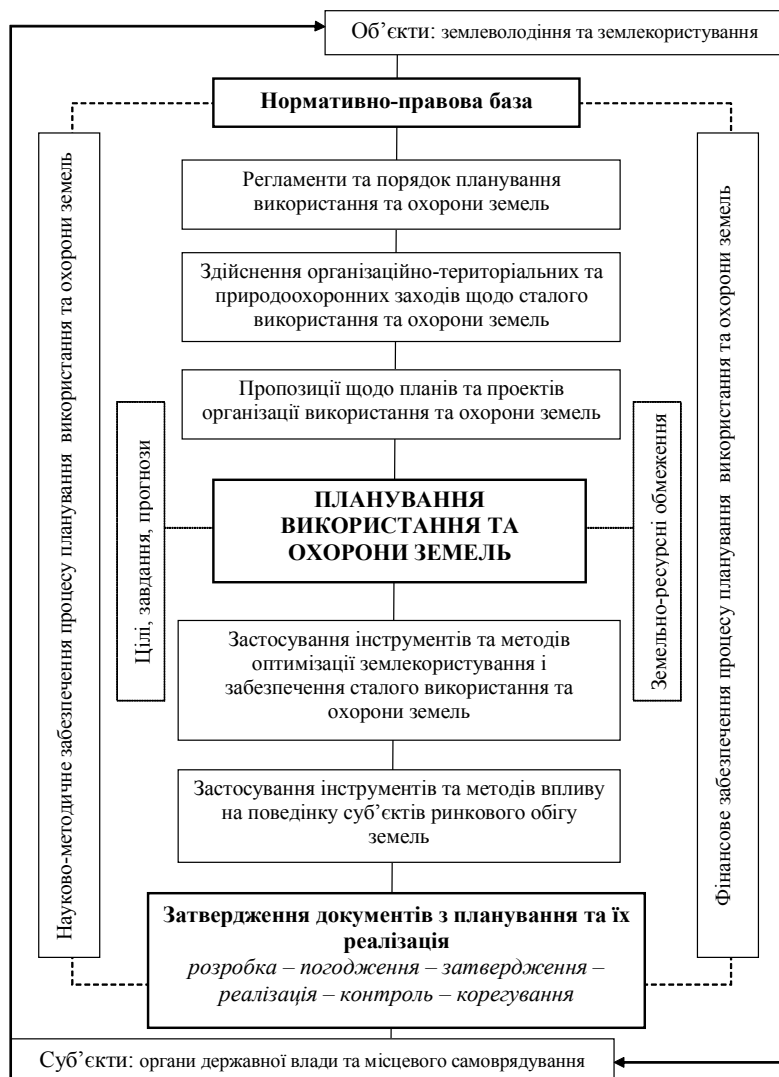 Об’єкти: землеволодіння та землекористування
Нормативно-правова база
Науково-методичне забезпечення процесу планування використання та охорони земель
Фінансове забезпечення процесу планування використання та охорони земель
Регламенти та порядок планування
використання та охорони земель
Здійснення організаційно-територіальних та
природоохоронних заходів щодо сталого
використання та охорони земель
Пропозиції щодо планів та проектів
організації використання та охорони земель
Цілі, завдання, прогнози
ПЛАНУВАННЯ
ВИКОРИСТАННЯ ТА
ОХОРОНИ ЗЕМЕЛЬ
Земельно-ресурсні обмеження
Застосування інструментів та методів
оптимізації землекористування і
забезпечення сталого використання та
охорони земель
Застосування інструментів та методів впливу
на поведінку суб’єктів ринкового обігу
земель
Затвердження документів з планування та їх
реалізація
розробка – погодження – затвердження –
реалізація – контроль – корегування
Суб’єкти: органи державної влади та місцевого самоврядування